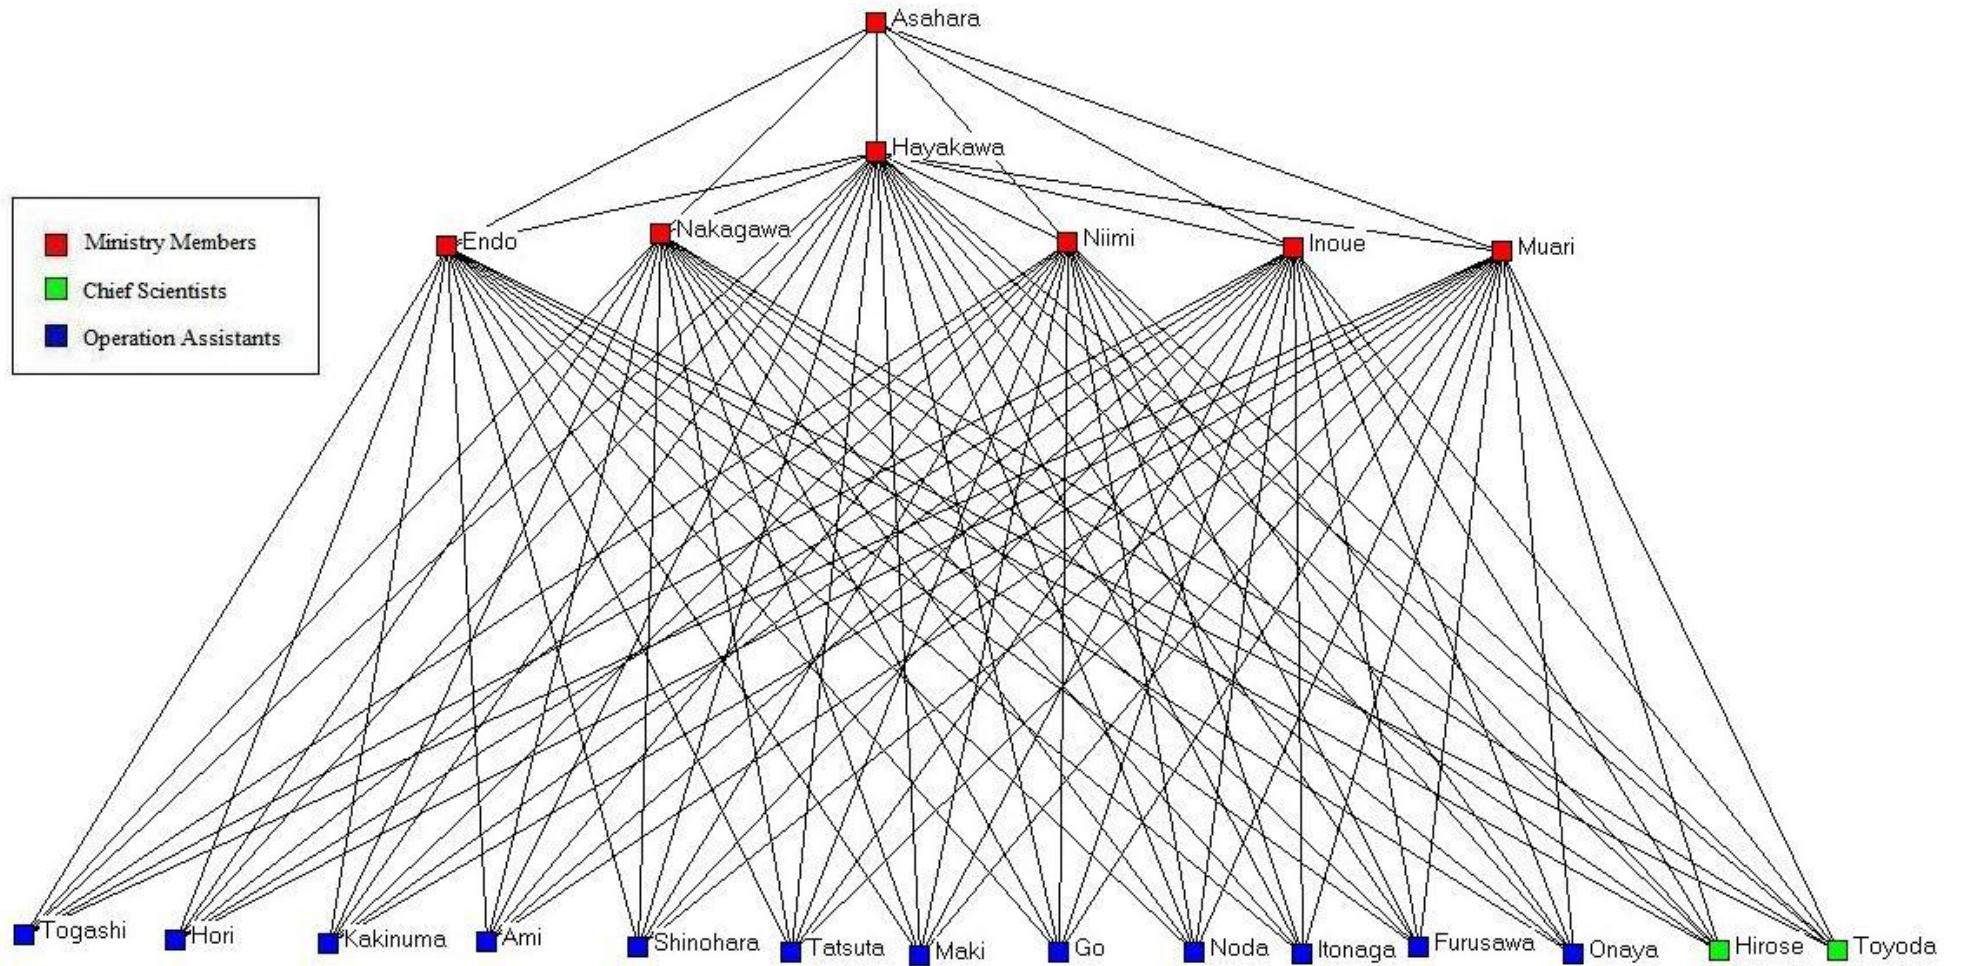 Asahara
Hayakawa
Endo
Nakagawa
Niimi
Inoue
Muari
Ministry Members
Chief Scientists
Operation Assistants
Togashi
Hori
Kakinuma
Ami
Shinohara
Tatsuta
Maki
Go
Noda
Itonaga
Furusawa
Onaya
Hirose
Toyoda